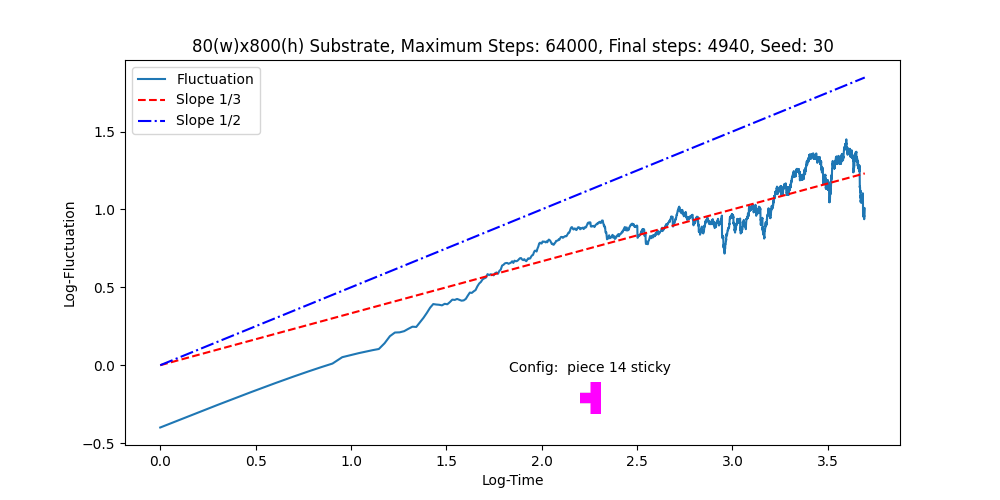 80(w)x800(h) Substrate, Maximum Steps: 64000, Final steps: 4940, Seed: 30
Fluctuation
Slope 1/3
Slope 1/2
Log-Fluctuation
1.5
1.0
0.5
0.0
−0.5
Config:  piece 14 sticky
0.0 0.5 1.0 1.5 2.0 2.5 3.0 3.5
Log-Time